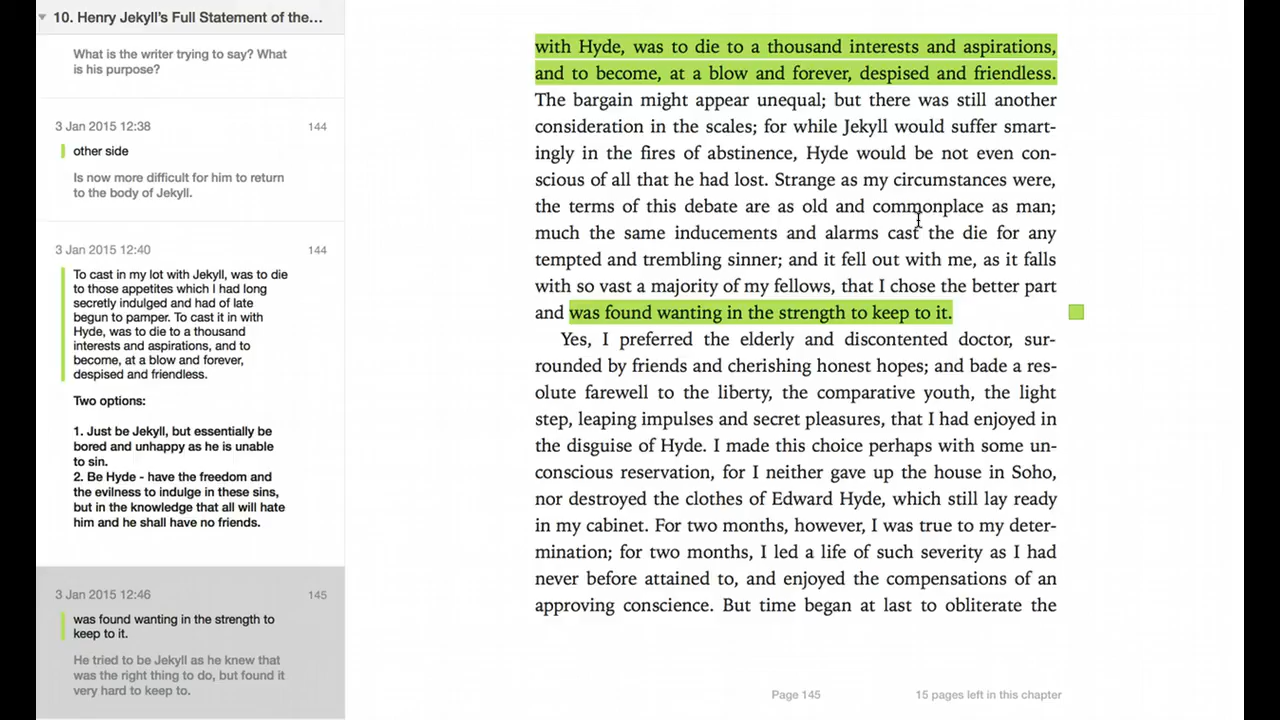 10. Henry Jekyll's Full Statement of the...
What is the writer trying to say? What
is his purpose?
3 Jan 2015 12:38 144
other side
Is now more difficult for him to return
to the body of Jekyll.
3 Jan 2015 12:40 144
To cast in my lot with Jekyll, was to die
to those appetites which I had long
secretly indulged and had of late
begun to pamper. To cast it in with
Hyde, was to die to a thousand
interests and aspirations, and to
become, at a blow and forever,
despised and friendless.
Two options:
1. Just be Jekyll, but essentially be
bored and unhappy as he is unable
to sin.
2. Be Hyde - have the freedom and
the evilness to indulge in these sins,
but in the knowledge that all will hate
him and he shall have no friends.
3 Jan 2015 12:46 145
was found wanting in the strength to
keep to it.
He tried to be Jekyll as he knew that
was the right thing to do, but found it
very hard to keep to.
with Hyde, was to die to a thousand interests and aspirations,
and to become, at a blow and forever, despised and friendless.
The bargain might appear unequal; but there was still another
consideration in the scales; for while Jekyll would suffer smart-
ingly in the fires of abstinence, Hyde would be not even con-
scious of all that he had lost. Strange as my circumstances were,
the terms of this debate are as old and commonplace as man;
much the same inducements and alarms cast the die for any
tempted and trembling sinner; and it fell out with me, as it falls
with so vast a majority of my fellows, that I chose the better part
and was found wanting in the strength to keep to it.
Yes, I preferred the elderly and discontented doctor, sur-
rounded by friends and cherishing honest hopes; and bade a res-
olute farewell to the liberty, the comparative youth, the light
step, leaping impulses and secret pleasures, that I had enjoyed in
the disguise of Hyde. I made this choice perhaps with some un-
conscious reservation, for I neither gave up the house in Soho,
nor destroyed the clothes of Edward Hyde, which still lay ready
in my cabinet. For two months, however, I was true to my deter-
mination; for two months, I led a life of such severity as I had
never before attained to, and enjoyed the compensations of an
approving conscience. But time began at last to obliterate the
Page 145 15 pages left in this chapter